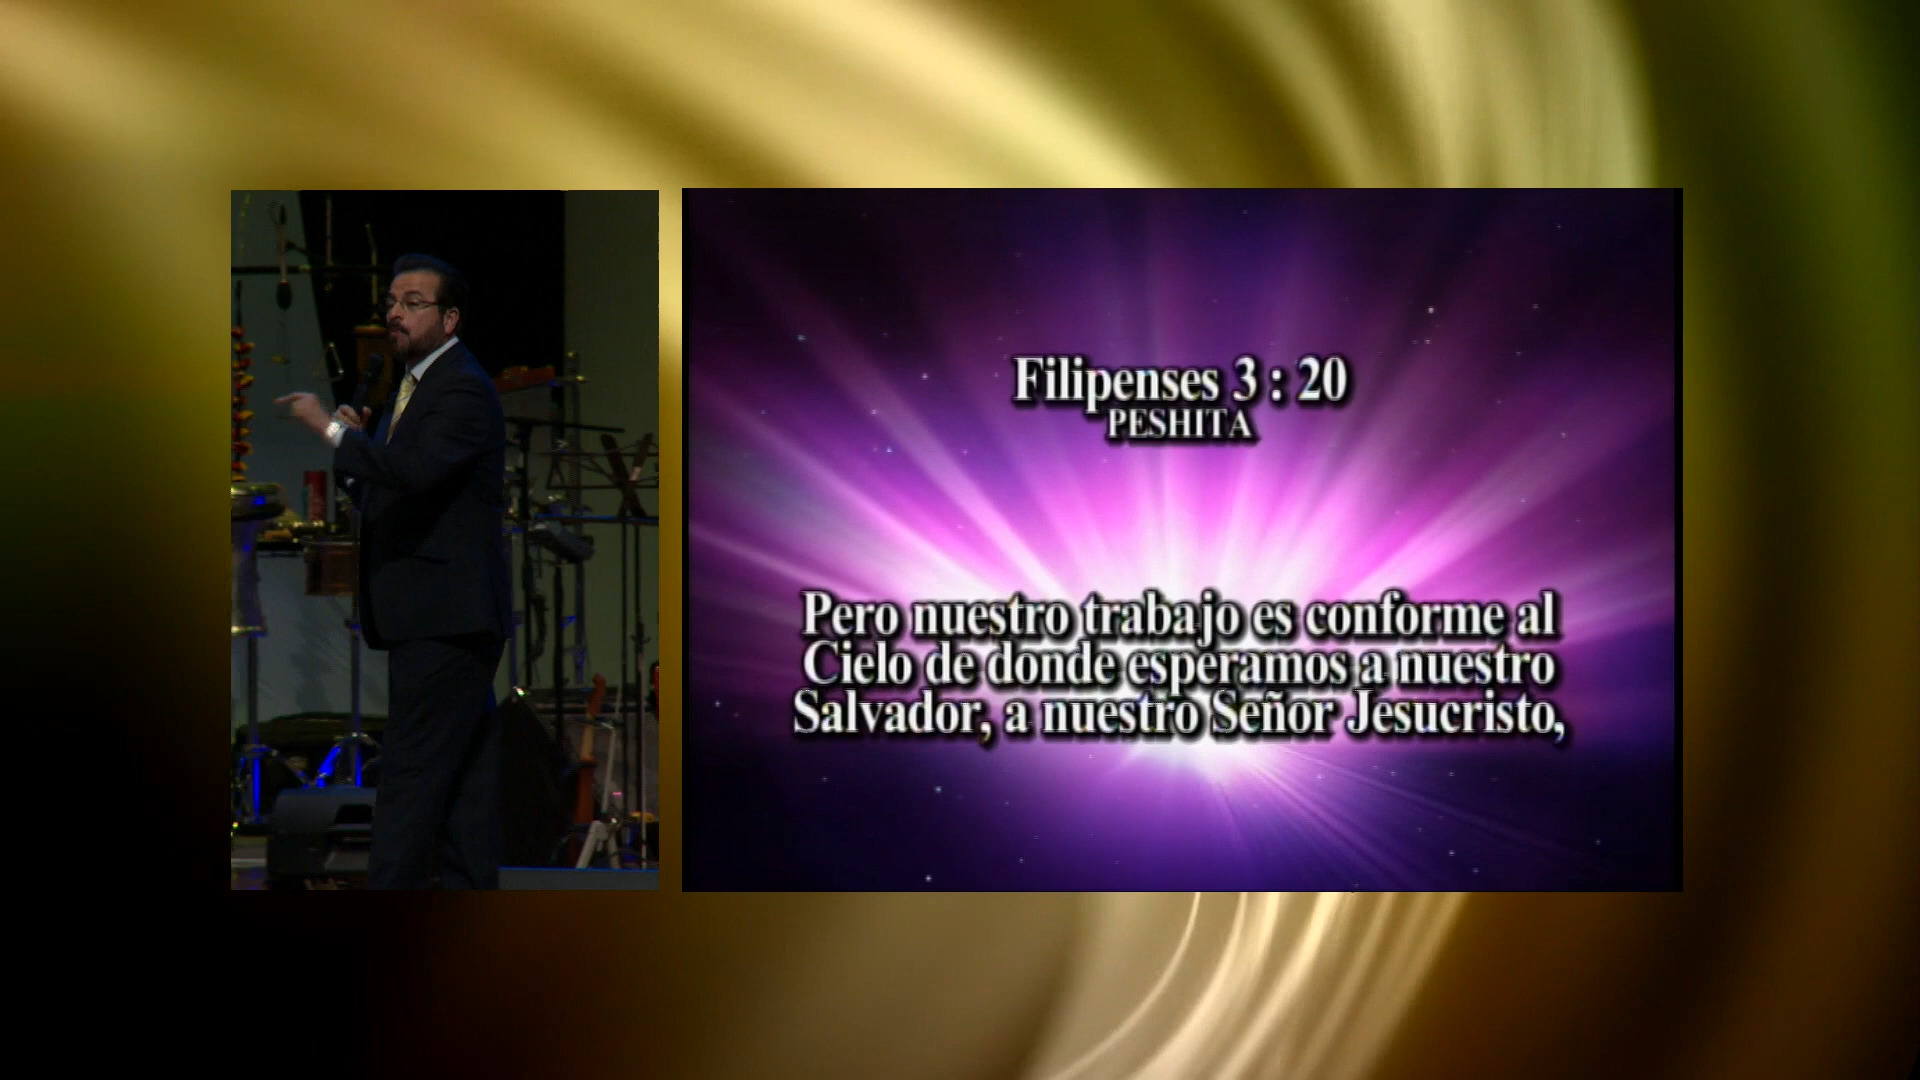 Filipenses 3 : 20
PESHITA
Pero nuestro trabajo es conforme al
Cielo de donde esperamos a nuestro
Salvador, a nuestro Señor Jesucristo,